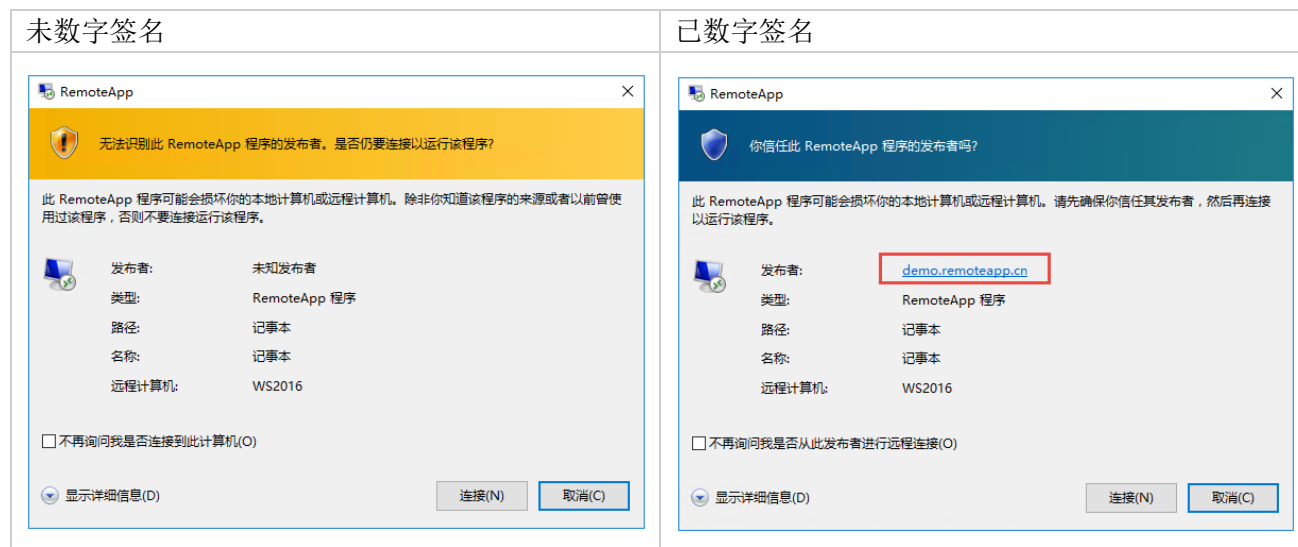 未数字签名
已数字签名
RemoteApp
无法识别此 RemoteApp 程序的发布者。是否仍要连接以运行该程序?
此 RemoteApp 程序可能会损坏你的本地计算机或远程计算机。除非你知道该程序的来源或者以前曾使
用过该程序，否则不要连接运行该程序。
发布者: 未知发布者
类型: RemoteApp 程序
路径: 记事本
名称: 记事本
远程计算机: WS2016
不再询问我是否连接到此计算机(O)
显示详细信息(D) 连接(N) 取消(C)
RemoteApp
你信任此 RemoteApp 程序的发布者吗?
此 RemoteApp 程序可能会损坏你的本地计算机或远程计算机。请先确保你信任其发布者，然后再连接
以运行该程序。
发布者: demo.remoteapp.cn
类型: RemoteApp 程序
路径: 记事本
名称: 记事本
远程计算机: WS2016
不再询问我是否从此发布者进行远程连接(O)
显示详细信息(D) 连接(N) 取消(C)